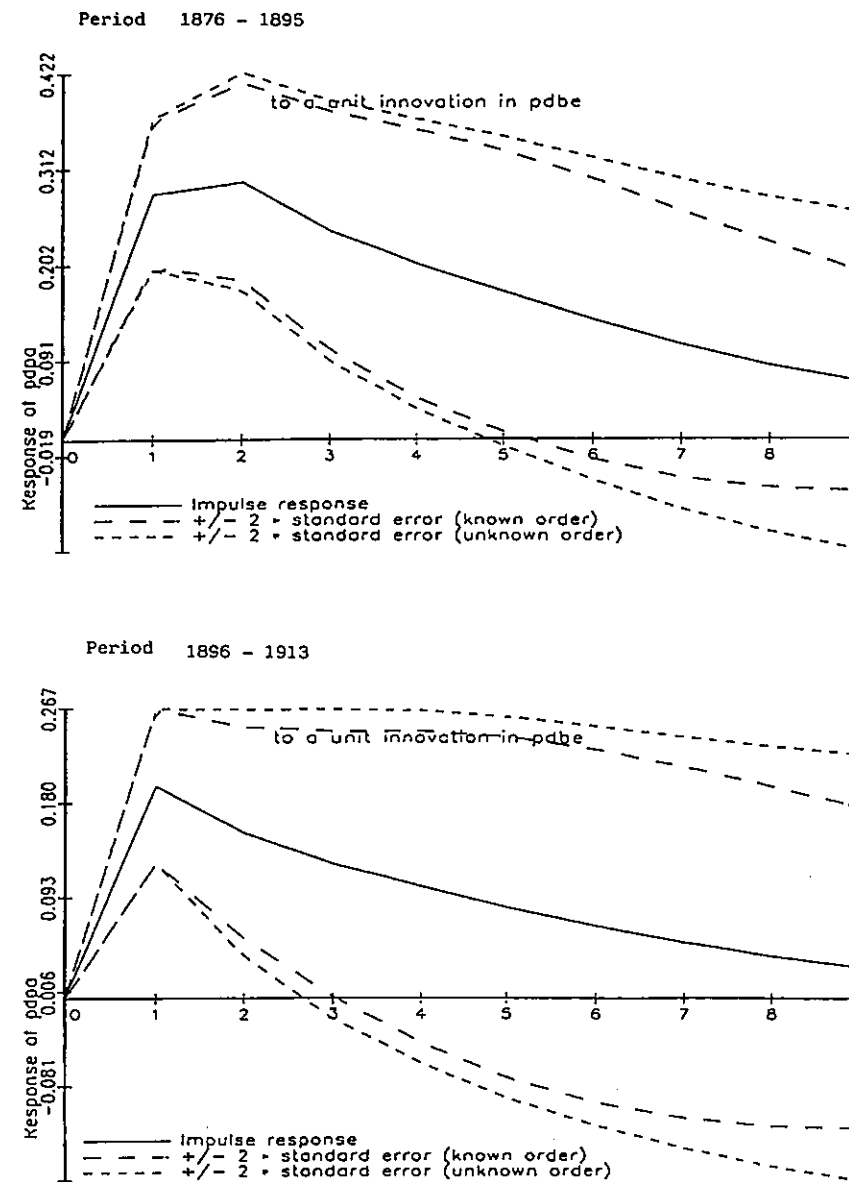 Period 1876 - 1895
0.422
to a unit innovation in pdbe
0.312
0.202
0.091
-0.019
Response of pdpa
0 1 2 3 4 5 6 7 8
Impulse response
+/- 2 * standard error (known order)
+/- 2 * standard error (unknown order)
Period 1896 - 1913
0.267
to a unit innovation in pdbe
0.180
0.093
0.006
-0.081
Response of pdpa
0 1 2 3 4 5 6 7 8
Impulse response
+/- 2 * standard error (known order)
+/- 2 * standard error (unknown order)